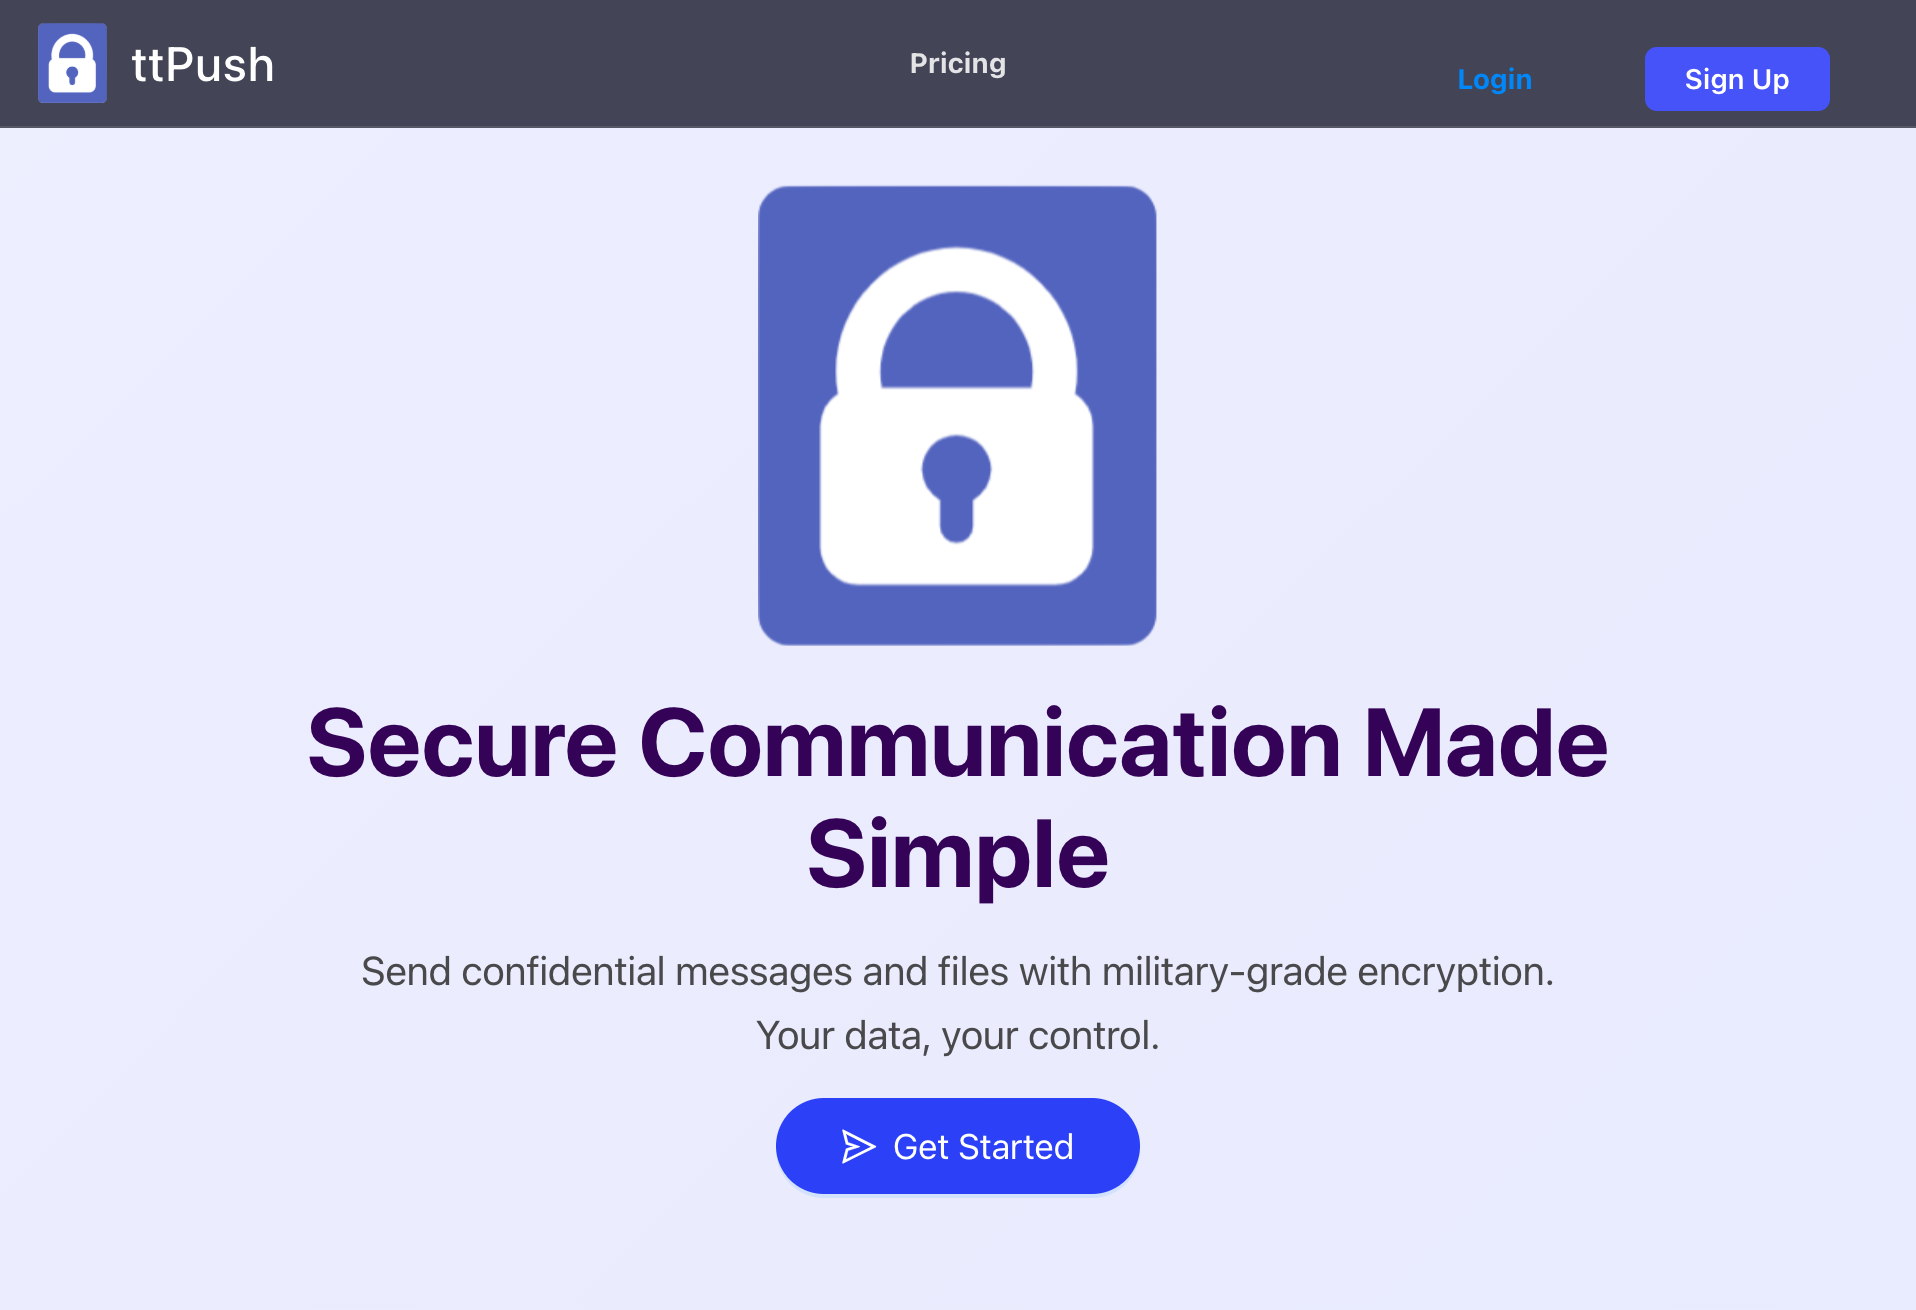 ttPush
Pricing
Login
Sign Up
Secure Communication Made
Simple
Send confidential messages and files with military-grade encryption.
Your data, your control.
Get Started